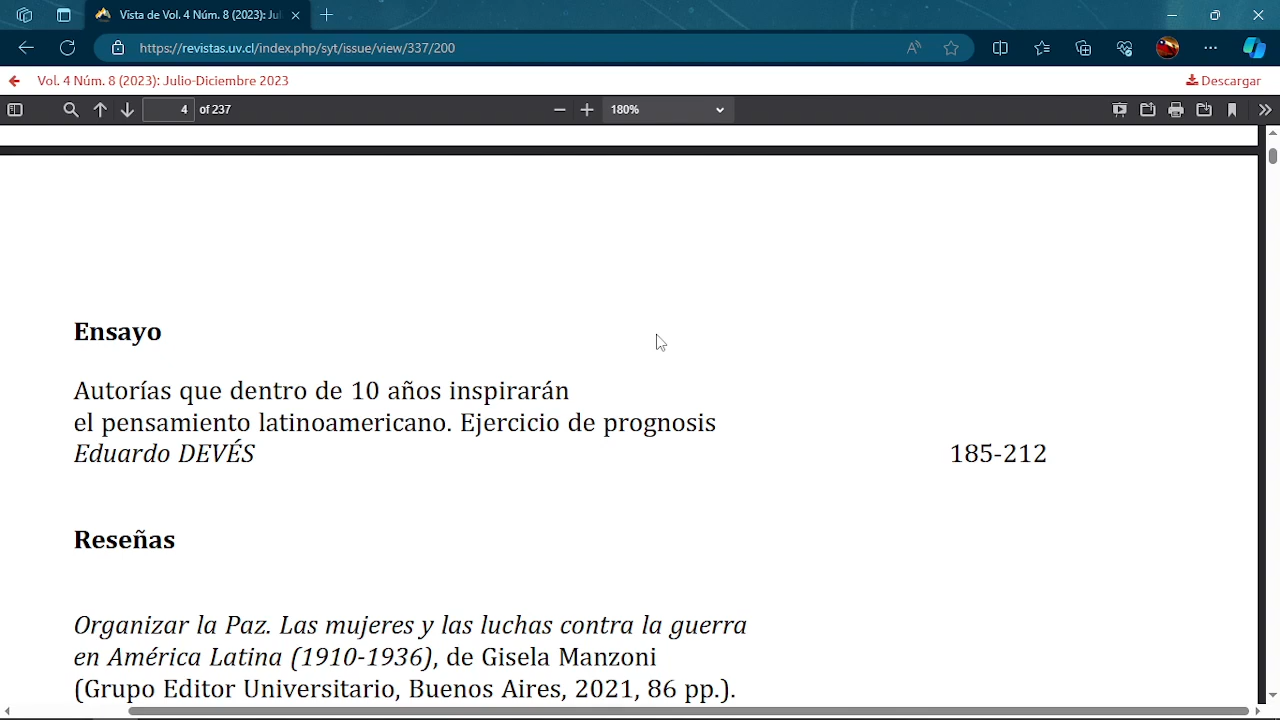 Vista de Vol. 4 Núm. 8 (2023): Jul
https://revistas.uv.cl/index.php/syt/issue/view/337/200
Vol. 4 Núm. 8 (2023): Julio-Diciembre 2023
Descargar
4 of 237
180%
Ensayo
Autorías que dentro de 10 años inspirarán
el pensamiento latinoamericano. Ejercicio de prognosis
Eduardo DEVÉS 185-212
Reseñas
Organizar la Paz. Las mujeres y las luchas contra la guerra
en América Latina (1910-1936), de Gisela Manzoni
(Grupo Editor Universitario, Buenos Aires, 2021, 86 pp.).